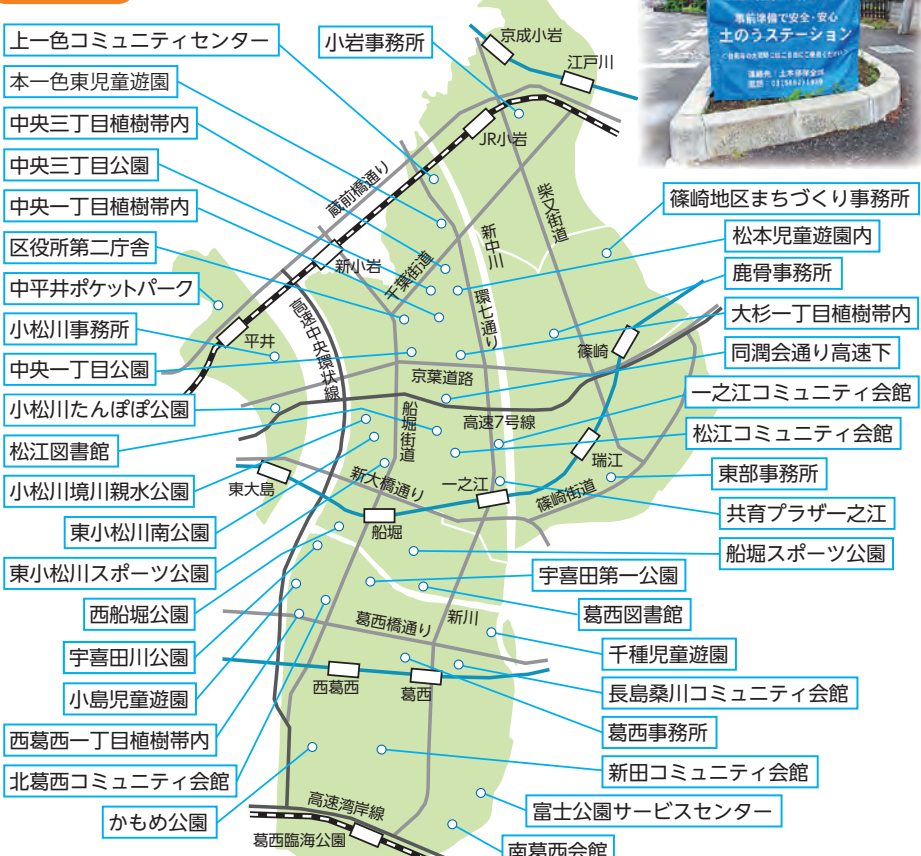 上一色コミュニティセンター
本一色東児童遊園
中央三丁目植樹帯内
中央三丁目公園
中央一丁目植樹帯内
区役所第二庁舎
中平井ポケットパーク
小松川事務所
中央一丁目公園
小松川たんぽぽ公園
松江図書館
小松川境川親水公園
東小松川南公園
東小松川スポーツ公園
西船堀公園
宇喜田川公園
小島児童遊園
西葛西一丁目植樹帯内
北葛西コミュニティ会館
かもめ公園
小岩事務所
京成小岩
江戸川
JR小岩
蔵前橋通り
柴又街道
新中川
千葉街道
新小岩
環七通り
高速中央環状線
平井
篠崎
京葉道路
船堀街道
高速7号線
瑞江
東大島
新大橋通り
一之江
篠崎街道
船堀
葛西橋通り
新川
西葛西
葛西
高速湾岸線
葛西臨海公園
事前準備で安全・安心
土のうステーション
篠崎地区まちづくり事務所
松本児童遊園内
鹿骨事務所
大杉一丁目植樹帯内
同潤会通り高速下
一之江コミュニティ会館
松江コミュニティ会館
東部事務所
共育プラザ一之江
船堀スポーツ公園
宇喜田第一公園
葛西図書館
千種児童遊園
長島桑川コミュニティ会館
葛西事務所
新田コミュニティ会館
富士公園サービスセンター
南葛西会館